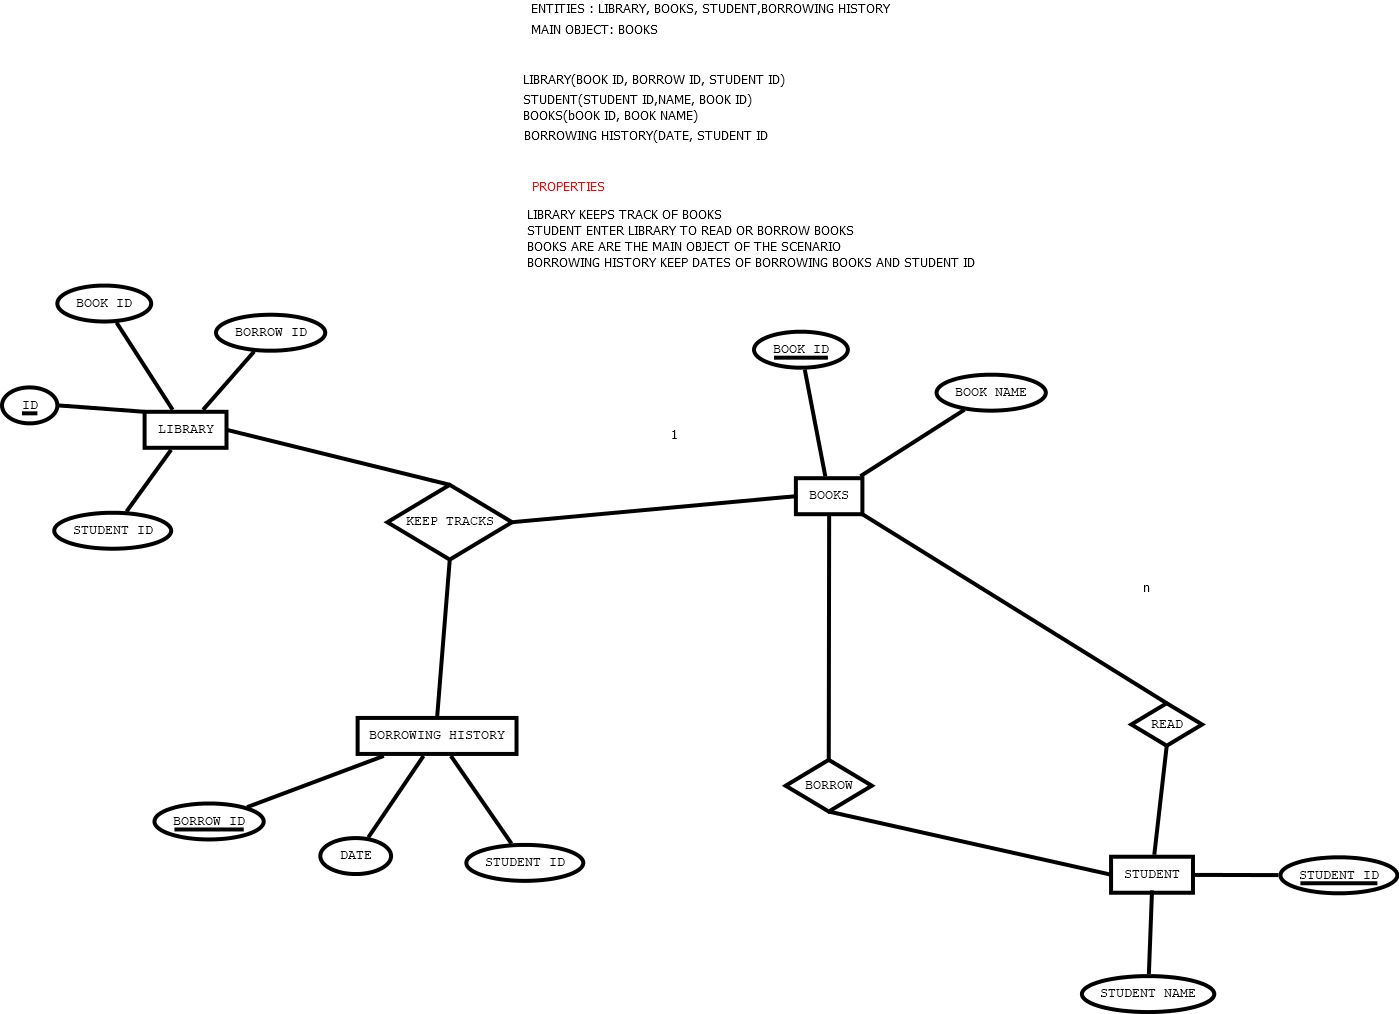 ENTITIES : LIBRARY, BOOKS, STUDENT,BORROWING HISTORY
MAIN OBJECT: BOOKS
LIBRARY(BOOK ID, BORROW ID, STUDENT ID)
STUDENT(STUDENT ID,NAME, BOOK ID)
BOOKS(bOOK ID, BOOK NAME)
BORROWING HISTORY(DATE, STUDENT ID
PROPERTIES
LIBRARY KEEPS TRACK OF BOOKS
STUDENT ENTER LIBRARY TO READ OR BORROW BOOKS
BOOKS ARE ARE THE MAIN OBJECT OF THE SCENARIO
BORROWING HISTORY KEEP DATES OF BORROWING BOOKS AND STUDENT ID
BOOK ID
BORROW ID
BOOK ID
BOOK NAME
ID
LIBRARY
1
BOOKS
KEEP TRACKS
STUDENT ID
n
READ
BORROWING HISTORY
BORROW
BORROW ID
DATE
STUDENT ID
STUDENT
STUDENT ID
STUDENT NAME